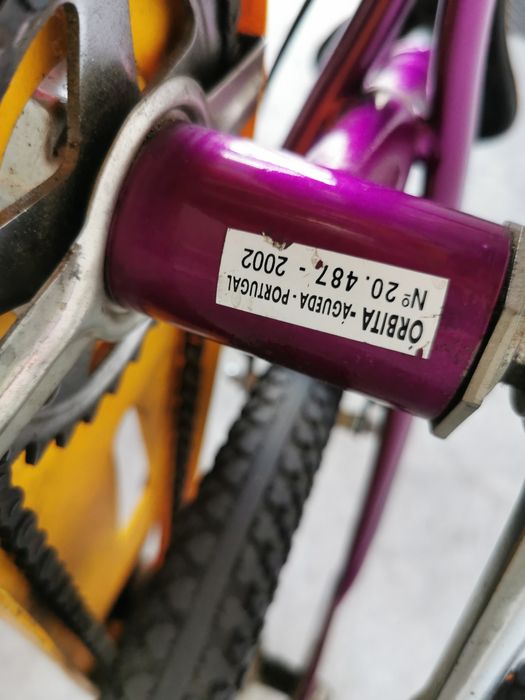 ÓRBITA - ÁGUEDA - PORTUGAL
Nº 20.487 - 2002